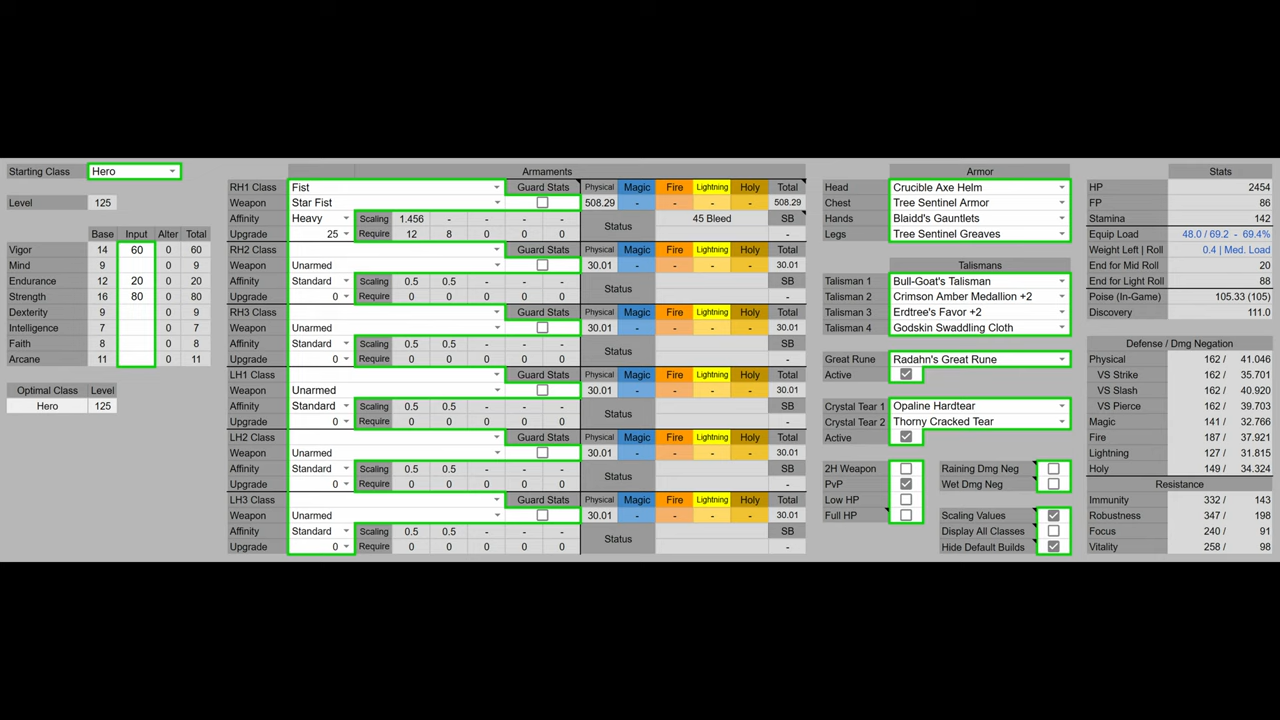 Starting Class Hero
Level 125
Base Input Alter Total
Vigor 14 60 0 60
Mind 9 0 9
Endurance 12 20 0 20
Strength 16 80 0 80
Dexterity 9 0 9
Intelligence 7 0 7
Faith 8 0 8
Arcane 11 0 11
Optimal Class Level
Hero 125
Armaments
RH1 Class Fist Guard Stats Physical Magic Fire Lightning Holy Total
Weapon Star Fist 508.29 - - - - 508.29
Affinity Heavy Scaling 1.456 - - - - Status 45 Bleed SB
Upgrade 25 Require 12 8 0 0 0 -
RH2 Class Guard Stats Physical Magic Fire Lightning Holy Total
Weapon Unarmed 30.01 - - - - 30.01
Affinity Standard Scaling 0.5 0.5 - - - Status SB
Upgrade 0 Require 0 0 0 0 0 -
RH3 Class Guard Stats Physical Magic Fire Lightning Holy Total
Weapon Unarmed 30.01 - - - - 30.01
Affinity Standard Scaling 0.5 0.5 - - - Status SB
Upgrade 0 Require 0 0 0 0 0 -
LH1 Class Guard Stats Physical Magic Fire Lightning Holy Total
Weapon Unarmed 30.01 - - - - 30.01
Affinity Standard Scaling 0.5 0.5 - - - Status SB
Upgrade 0 Require 0 0 0 0 0 -
LH2 Class Guard Stats Physical Magic Fire Lightning Holy Total
Weapon Unarmed 30.01 - - - - 30.01
Affinity Standard Scaling 0.5 0.5 - - - Status SB
Upgrade 0 Require 0 0 0 0 0 -
LH3 Class Guard Stats Physical Magic Fire Lightning Holy Total
Weapon Unarmed 30.01 - - - - 30.01
Affinity Standard Scaling 0.5 0.5 - - - Status SB
Upgrade 0 Require 0 0 0 0 0 -
Armor
Head Crucible Axe Helm
Chest Tree Sentinel Armor
Hands Blaidd's Gauntlets
Legs Tree Sentinel Greaves
Talismans
Talisman 1 Bull-Goat's Talisman
Talisman 2 Crimson Amber Medallion +2
Talisman 3 Erdtree's Favor +2
Talisman 4 Godskin Swaddling Cloth
Great Rune Radahn's Great Rune
Active
Crystal Tear 1 Opaline Hardtear
Crystal Tear 2 Thorny Cracked Tear
Active
2H Weapon Raining Dmg Neg
PvP Wet Dmg Neg
Low HP
Full HP Scaling Values
Display All Classes
Hide Default Builds
Stats
HP 2454
FP 86
Stamina 142
Equip Load 48.0 / 69.2 - 69.4%
Weight Left | Roll 0.4 | Med. Load
End for Mid Roll 20
End for Light Roll 88
Poise (In-Game) 105.33 (105)
Discovery 111.0
Defense / Dmg Negation
Physical 162 / 41.046
VS Strike 162 / 35.701
VS Slash 162 / 40.920
VS Pierce 162 / 39.703
Magic 141 / 32.766
Fire 187 / 37.921
Lightning 127 / 31.815
Holy 149 / 34.324
Resistance
Immunity 332 / 143
Robustness 347 / 198
Focus 240 / 91
Vitality 258 / 98